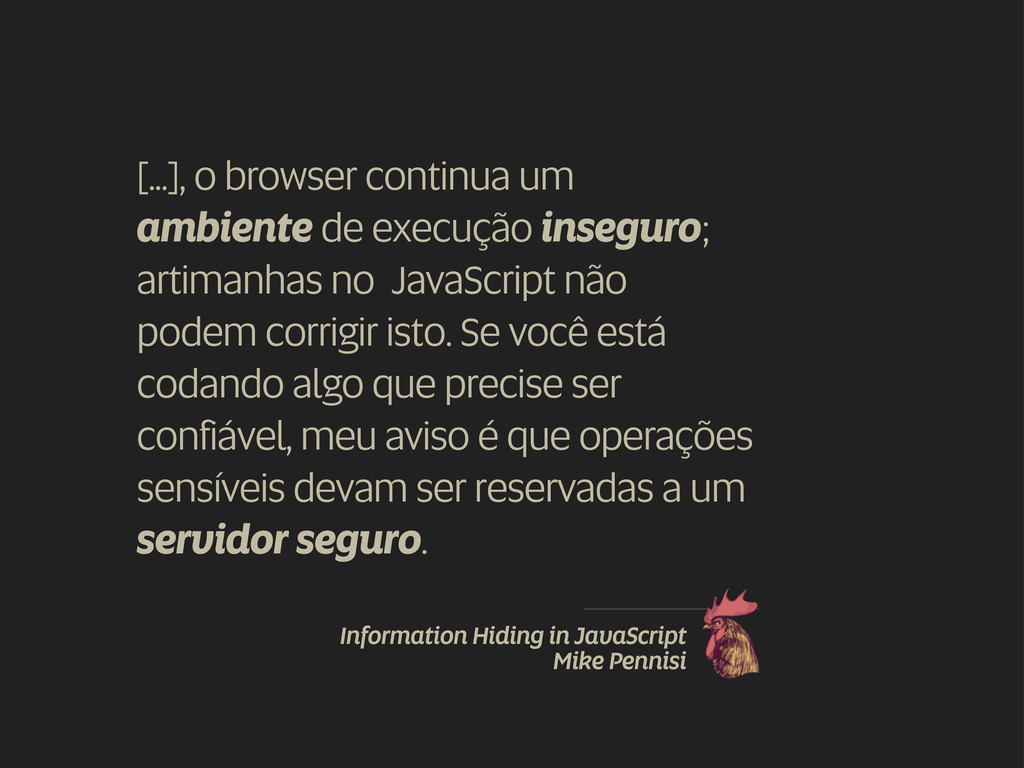 [...], o browser continua um
ambiente de execução inseguro;
artimanhas no JavaScript não
podem corrigir isto. Se você está
codando algo que precise ser
confiável, meu aviso é que operações
sensíveis devam ser reservadas a um
servidor seguro.
Information Hiding in JavaScript
Mike Pennisi